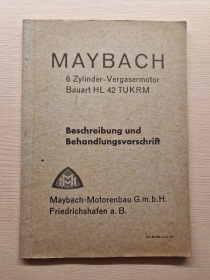 MAYBACH
6 Zylinder-Vergasermotor
Bauart HL 42 TUKRM
Beschreibung und
Behandlungsvorschrift
Maybach-Motorenbau G.m.b.H.
Friedrichshafen a. B.